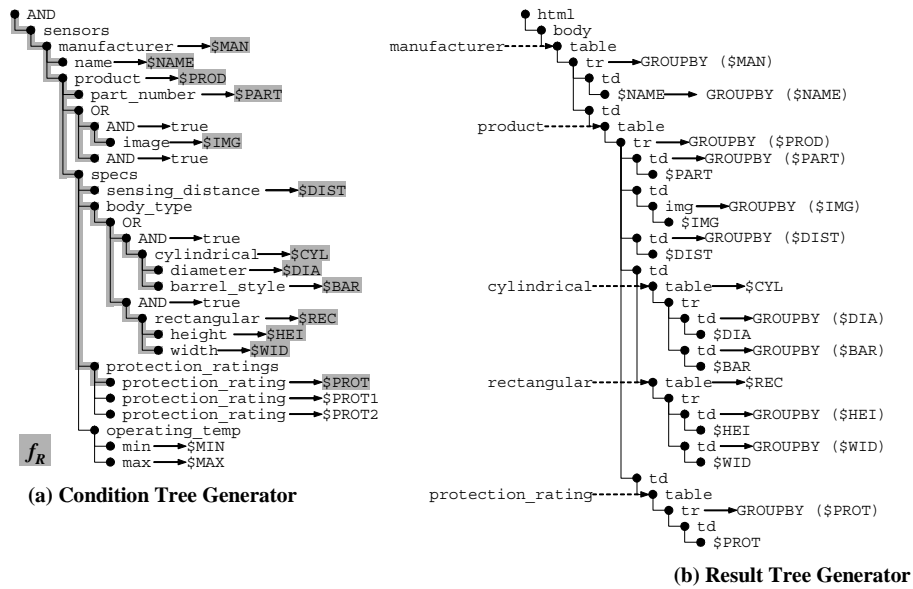 AND
sensors
manufacturer $MAN
name $NAME
product $PROD
part_number $PART
OR
AND true
image $IMG
AND true
specs
sensing_distance $DIST
body_type
OR
AND true
cylindrical $CYL
diameter $DIA
barrel_style $BAR
AND true
rectangular $REC
height $HEI
width $WID
protection_ratings
protection_rating $PROT
protection_rating $PROT1
protection_rating $PROT2
operating_temp
min $MIN
max $MAX
fR
(a) Condition Tree Generator
html
body
manufacturer table
tr GROUPBY ($MAN)
td
$NAME GROUPBY ($NAME)
td
product table
tr GROUPBY ($PROD)
td GROUPBY ($PART)
$PART
td
img GROUPBY ($IMG)
$IMG
td GROUPBY ($DIST)
$DIST
td
cylindrical table $CYL
tr
td GROUPBY ($DIA)
$DIA
td GROUPBY ($BAR)
$BAR
rectangular table $REC
tr
td GROUPBY ($HEI)
$HEI
td GROUPBY ($WID)
$WID
td
protection_rating table
tr GROUPBY ($PROT)
td
$PROT
(b) Result Tree Generator